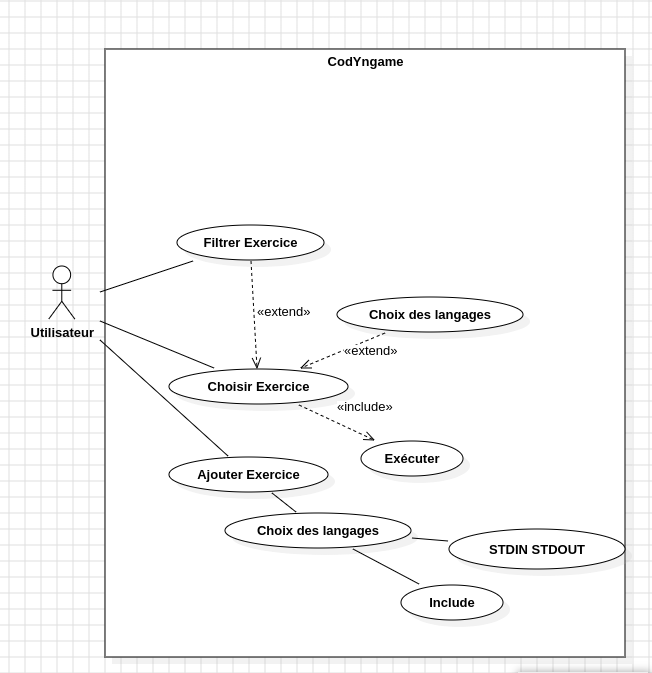 CodYngame
Filtrer Exercice
Utilisateur
«extend»
Choix des langages
«extend»
Choisir Exercice
«include»
Exécuter
Ajouter Exercice
Choix des langages
STDIN STDOUT
Include